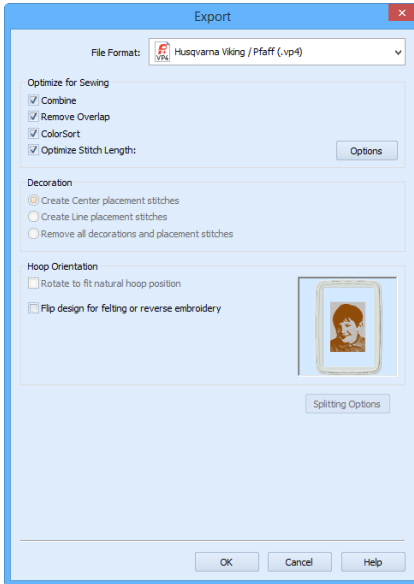 Export
File Format: VP4 Husqvarna Viking / Pfaff (.vp4)
Optimize for Sewing
Combine
Remove Overlap
ColorSort
Optimize Stitch Length:
Options
Decoration
Create Center placement stitches
Create Line placement stitches
Remove all decorations and placement stitches
Hoop Orientation
Rotate to fit natural hoop position
Flip design for felting or reverse embroidery
Splitting Options
OK Cancel Help